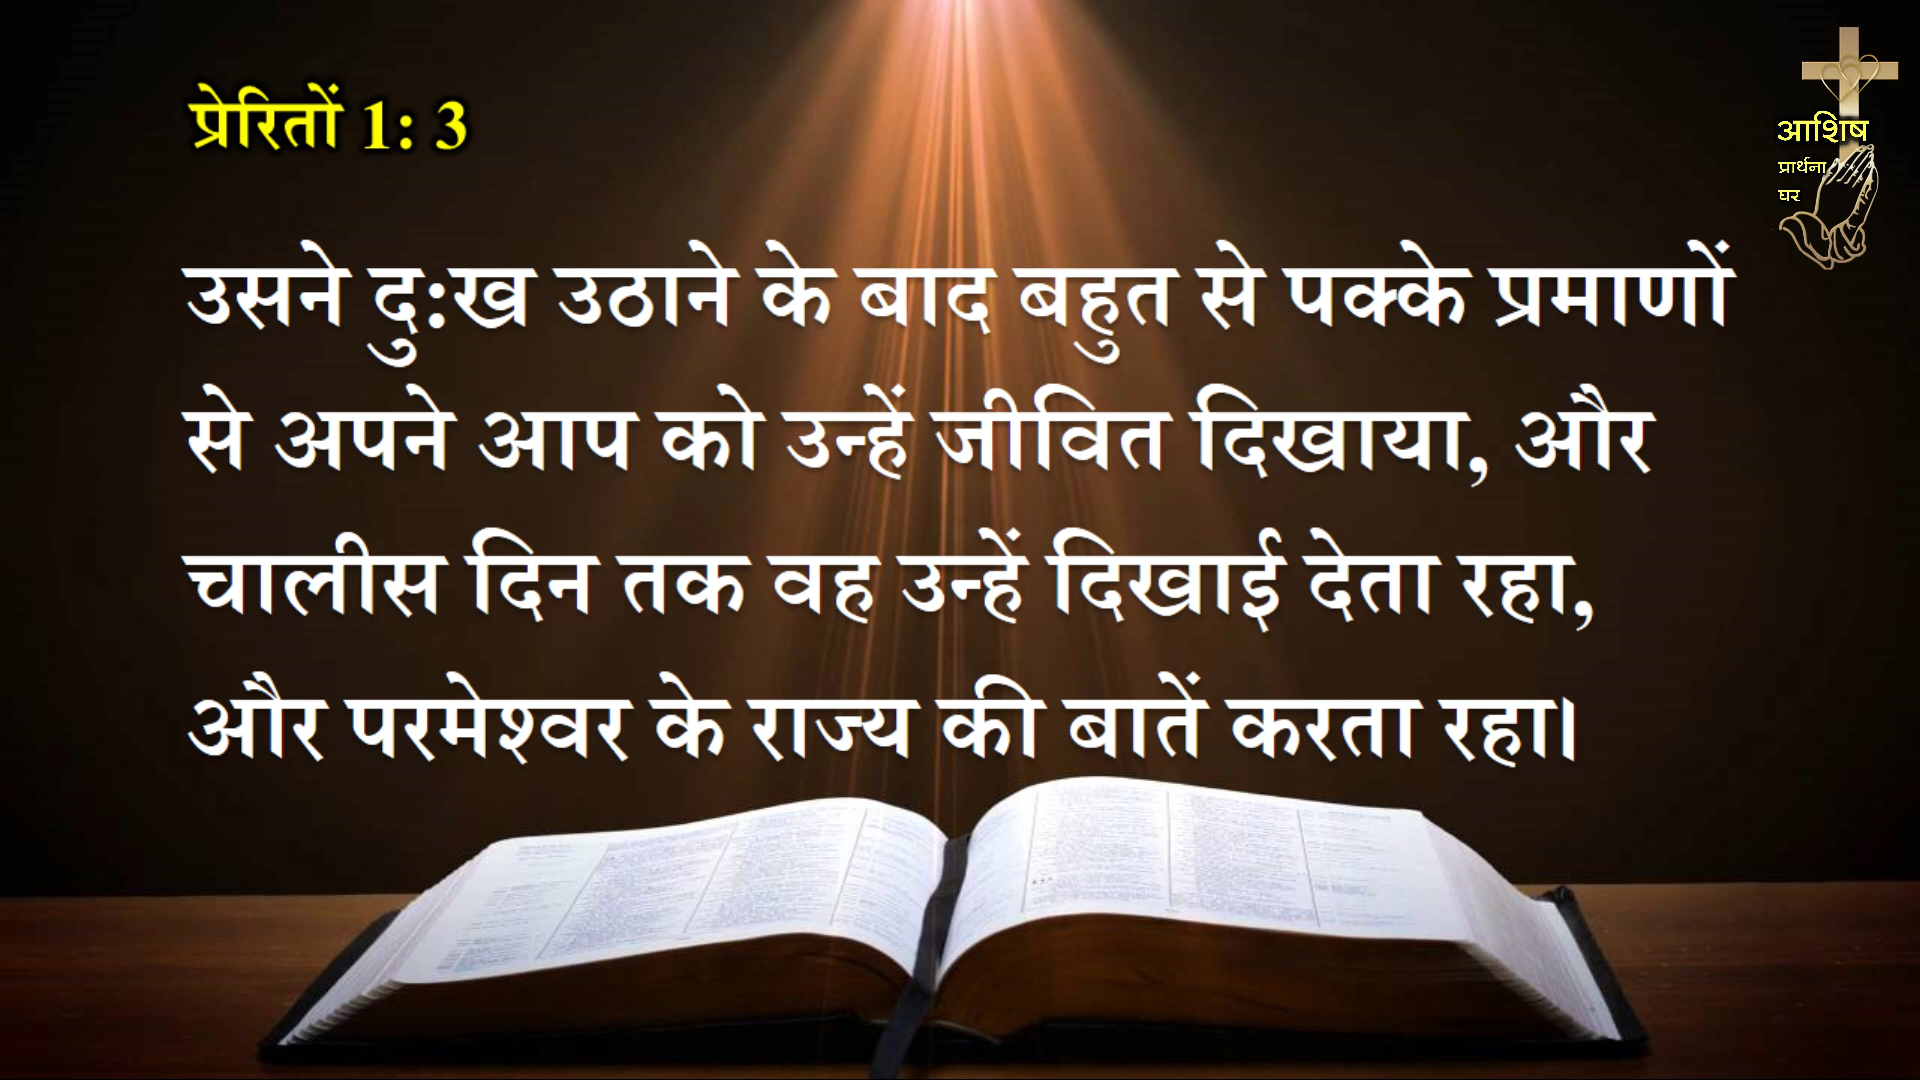 प्रेरितों 1: 3
आशिष
प्रार्थना
घर
उसने दु:ख उठाने के बाद बहुत से पक्के प्रमाणों
से अपने आप को उन्हें जीवित दिखाया, और
चालीस दिन तक वह उन्हें दिखाई देता रहा,
और परमेश्वर के राज्य की बातें करता रहा।